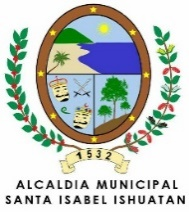 1532
ALCALDIA MUNICIPAL
SANTA ISABEL ISHUATAN